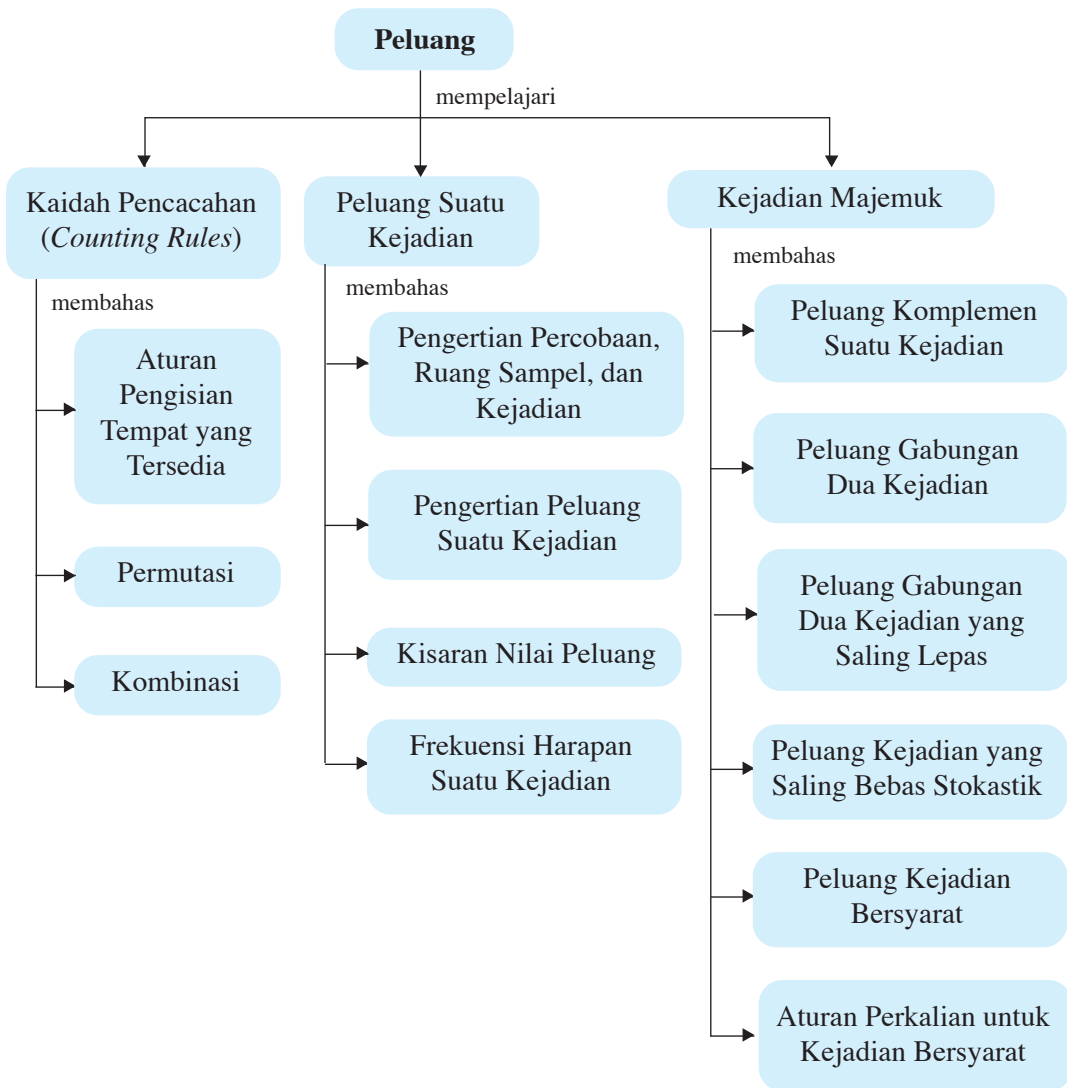 Peluang
mempelajari
Kaidah Pencacahan
(Counting Rules)
membahas
Aturan
Pengisian
Tempat yang
Tersedia
Permutasi
Kombinasi
Peluang Suatu
Kejadian
membahas
Pengertian Percobaan,
Ruang Sampel, dan
Kejadian
Pengertian Peluang
Suatu Kejadian
Kisaran Nilai Peluang
Frekuensi Harapan
Suatu Kejadian
Kejadian Majemuk
membahas
Peluang Komplemen
Suatu Kejadian
Peluang Gabungan
Dua Kejadian
Peluang Gabungan
Dua Kejadian yang
Saling Lepas
Peluang Kejadian yang
Saling Bebas Stokastik
Peluang Kejadian
Bersyarat
Aturan Perkalian untuk
Kejadian Bersyarat